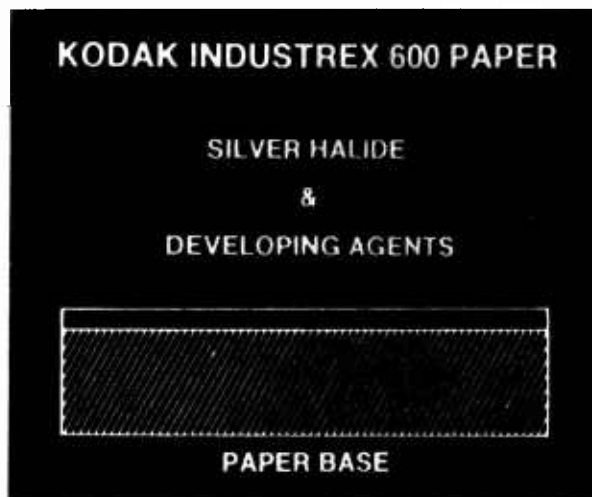 KODAK INDUSTREX 600 PAPER
SILVER HALIDE
&
DEVELOPING AGENTS
PAPER BASE